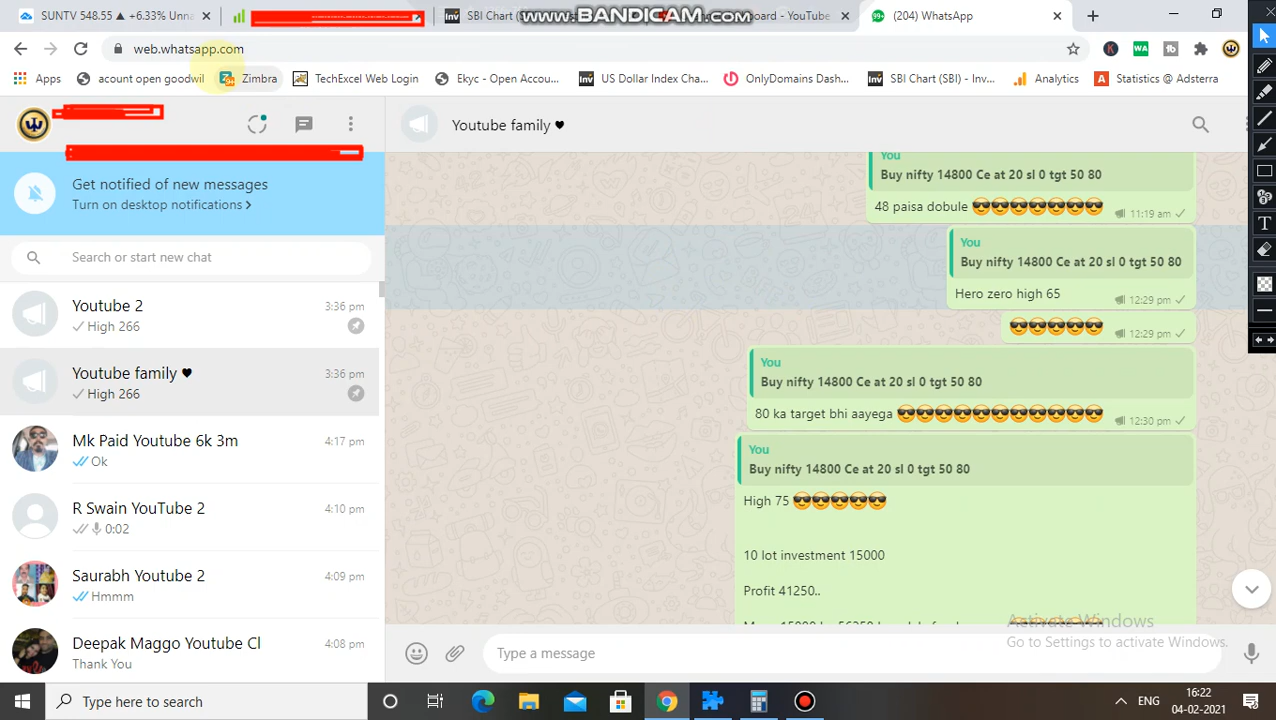 SUNTV ▲ +6.3% Un
SBI Chart (
WWW.BANDICAM.COM
outube
99+
(204) WhatsApp
web.whatsapp.com
Apps
acount open goodwil
Zimbra
TechExcel Web Login
Ekyc - Open Accou...
Inv
US Dollar Index Cha...
OnlyDomains Dash...
Inv
SBI Chart (SBI) - Inv...
Analytics
Statistics @ Adsterra
Get notified of new messages
Turn on desktop notifications >
Search or start new chat
Youtube 2
3:36 pm
High 266
Youtube family ♥
3:36 pm
High 266
Mk Paid Youtube 6k 3m
4:17 pm
Ok
R Swain Youtube 2
4:10 pm
0:02
Saurabh Youtube 2
4:09 pm
Hmmm
Deepak Maggo Youtube Cl
4:08 pm
Thank You
Youtube family ♥
You
Buy nifty 14800 Ce at 20 sl 0 tgt 50 80
48 paisa dobule 😎😎😎😎😎😎😎
11:19 am
You
Buy nifty 14800 Ce at 20 sl 0 tgt 50 80
Hero zero high 65
12:29 pm
😎😎😎😎😎
12:29 pm
You
Buy nifty 14800 Ce at 20 sl 0 tgt 50 80
80 ka target bhi aayega 😎😎😎😎😎😎😎😎😎😎😎
12:30 pm
You
Buy nifty 14800 Ce at 20 sl 0 tgt 50 80
High 75 😎😎😎😎😎
10 lot investment 15000
Profit 41250..
Activate Windows
Go to Settings to activate Windows.
Type a message
Type here to search
ENG
16:22
04-02-2021